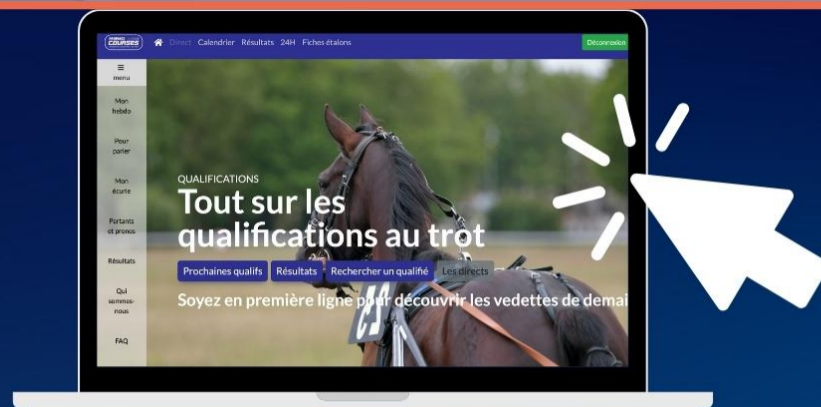 COURSES
Direct Calendrier Résultats 24H Fiches étalons
Déconnexion
menu
Mon
hebdo
Pour
parier
Mon
écurie
Partants
et pronos
Résultats
Qui
sommes-
nous
FAQ
QUALIFICATIONS
Tout sur les
qualifications au trot
Prochaines qualifs Résultats Rechercher un qualifié Les directs
Soyez en première ligne pour découvrir les vedettes de demai